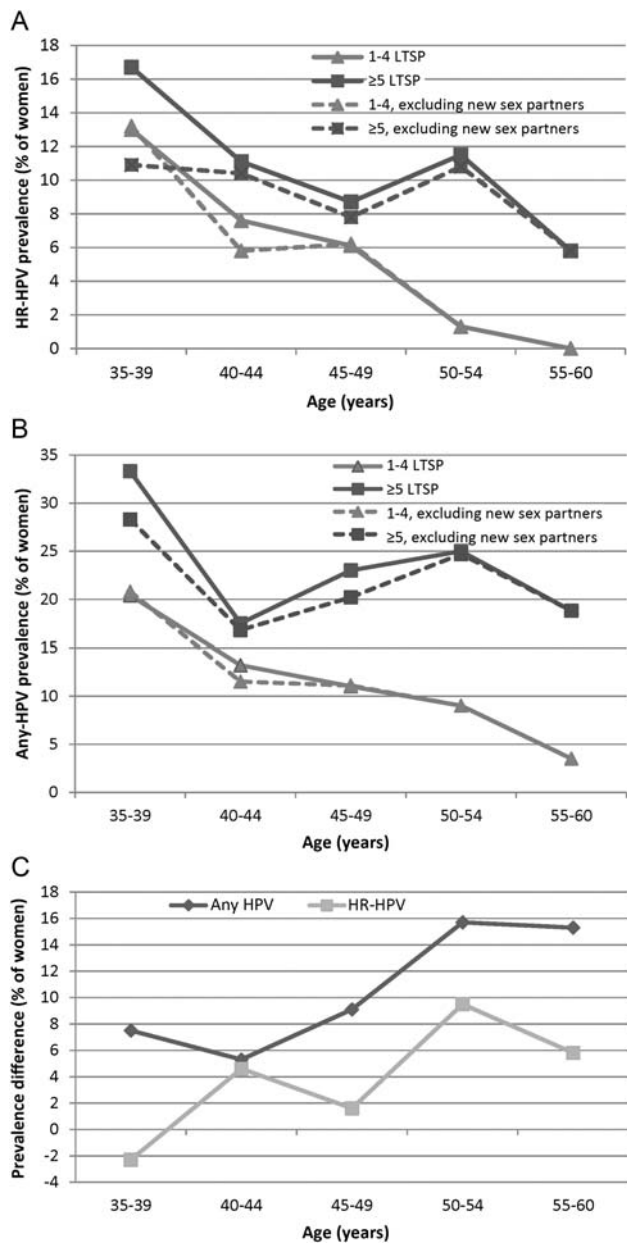 A
HR-HPV prevalence (% of women)
18
16
14
12
10
8
6
4
2
0
1-4 LTSP
≥5 LTSP
1-4, excluding new sex partners
≥5, excluding new sex partners
35-39 40-44 45-49 50-54 55-60
Age (years)
B
Any-HPV prevalence (% of women)
35
30
25
20
15
10
5
0
1-4 LTSP
≥5 LTSP
1-4, excluding new sex partners
≥5, excluding new sex partners
35-39 40-44 45-49 50-54 55-60
Age (years)
C
Prevalence difference (% of women)
18
16
14
12
10
8
6
4
2
0
-2
-4
Any HPV HR-HPV
35-39 40-44 45-49 50-54 55-60
Age (years)